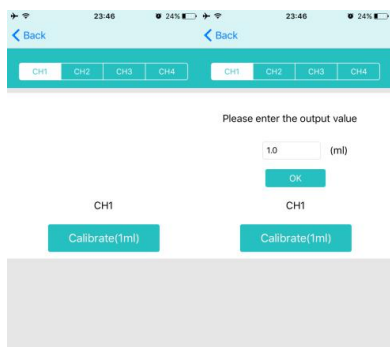 23:46
24%
Back
CH1 CH2 CH3 CH4
CH1
Calibrate(1ml)
23:46
24%
Back
CH1 CH2 CH3 CH4
Please enter the output value
1.0 (ml)
OK
CH1
Calibrate(1ml)